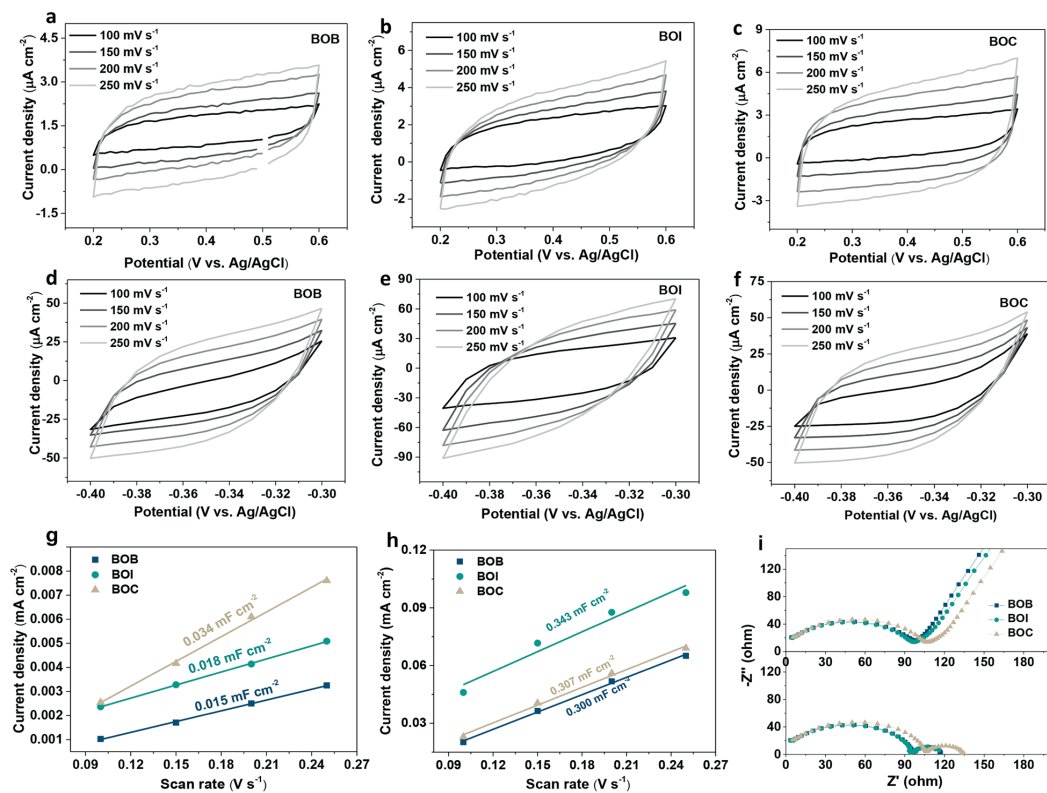 a
BOB
100 mV s⁻¹
150 mV s⁻¹
200 mV s⁻¹
250 mV s⁻¹
4.5
3.0
1.5
0.0
-1.5
Current density (μA cm⁻²)
0.2 0.3 0.4 0.5 0.6
Potential (V vs. Ag/AgCl)
b
BOI
100 mV s⁻¹
150 mV s⁻¹
200 mV s⁻¹
250 mV s⁻¹
6
4
2
0
-2
Current density (μA cm⁻²)
0.2 0.3 0.4 0.5 0.6
Potential (V vs. Ag/AgCl)
c
BOC
100 mV s⁻¹
150 mV s⁻¹
200 mV s⁻¹
250 mV s⁻¹
9
6
3
0
-3
Current density (μA cm⁻²)
0.2 0.3 0.4 0.5 0.6
Potential (V vs. Ag/AgCl)
d
BOB
100 mV s⁻¹
150 mV s⁻¹
200 mV s⁻¹
250 mV s⁻¹
50
25
0
-25
-50
Current density (μA cm⁻²)
-0.40 -0.38 -0.36 -0.34 -0.32 -0.30
Potential (V vs. Ag/AgCl)
e
BOI
100 mV s⁻¹
150 mV s⁻¹
200 mV s⁻¹
250 mV s⁻¹
90
60
30
0
-30
-60
-90
Current density (μA cm⁻²)
-0.40 -0.38 -0.36 -0.34 -0.32 -0.30
Potential (V vs. Ag/AgCl)
f
BOC
100 mV s⁻¹
150 mV s⁻¹
200 mV s⁻¹
250 mV s⁻¹
75
50
25
0
-25
-50
Current density (μA cm⁻²)
-0.40 -0.38 -0.36 -0.34 -0.32 -0.30
Potential (V vs. Ag/AgCl)
g
BOB
BOI
BOC
0.034 mF cm⁻²
0.018 mF cm⁻²
0.015 mF cm⁻²
0.008
0.007
0.006
0.005
0.004
0.003
0.002
0.001
Current density (mA cm⁻²)
0.09 0.12 0.15 0.18 0.21 0.24 0.27
Scan rate (V s⁻¹)
h
BOB
BOI
BOC
0.343 mF cm⁻²
0.307 mF cm⁻²
0.300 mF cm⁻²
0.12
0.09
0.06
0.03
Current density (mA cm⁻²)
0.09 0.12 0.15 0.18 0.21 0.24 0.27
Scan rate (V s⁻¹)
i
BOB
BOI
BOC
120
80
40
0
120
80
40
0
-Z'' (ohm)
0 30 60 90 120 150 180
Z' (ohm)